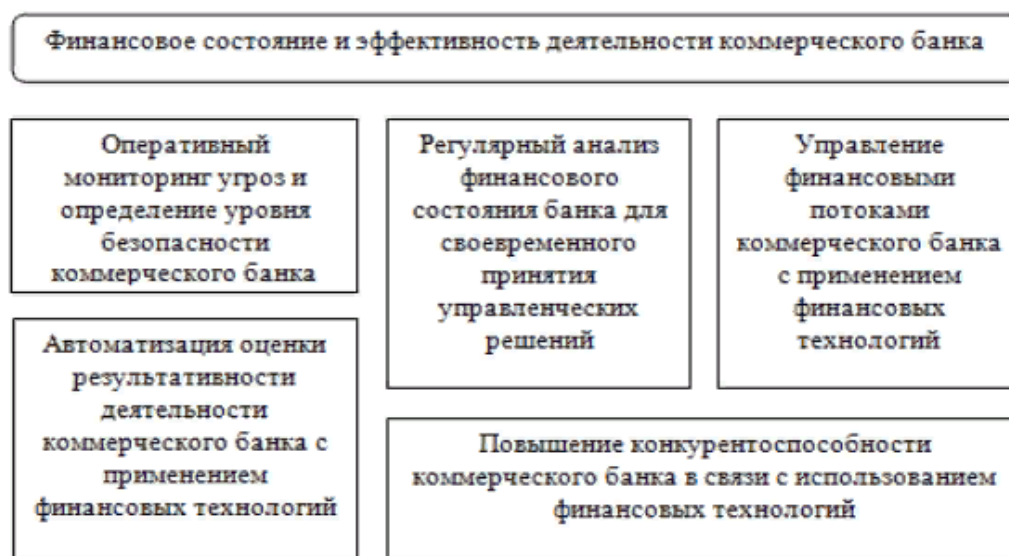 Финансовое состояние и эффективность деятельности коммерческого банка
Оперативный
мониторинг угроз и
определение уровня
безопасности
коммерческого банка
Регулярный анализ
финансового
состояния банка для
своевременного
принятия
управленческих
решений
Управление
финансовыми
потоками
коммерческого банка
с применением
финансовых
технологий
Автоматизация оценки
результативности
деятельности
коммерческого банка с
применением
финансовых технологий
Повышение конкурентоспособности
коммерческого банка в связи с использованием
финансовых технологий